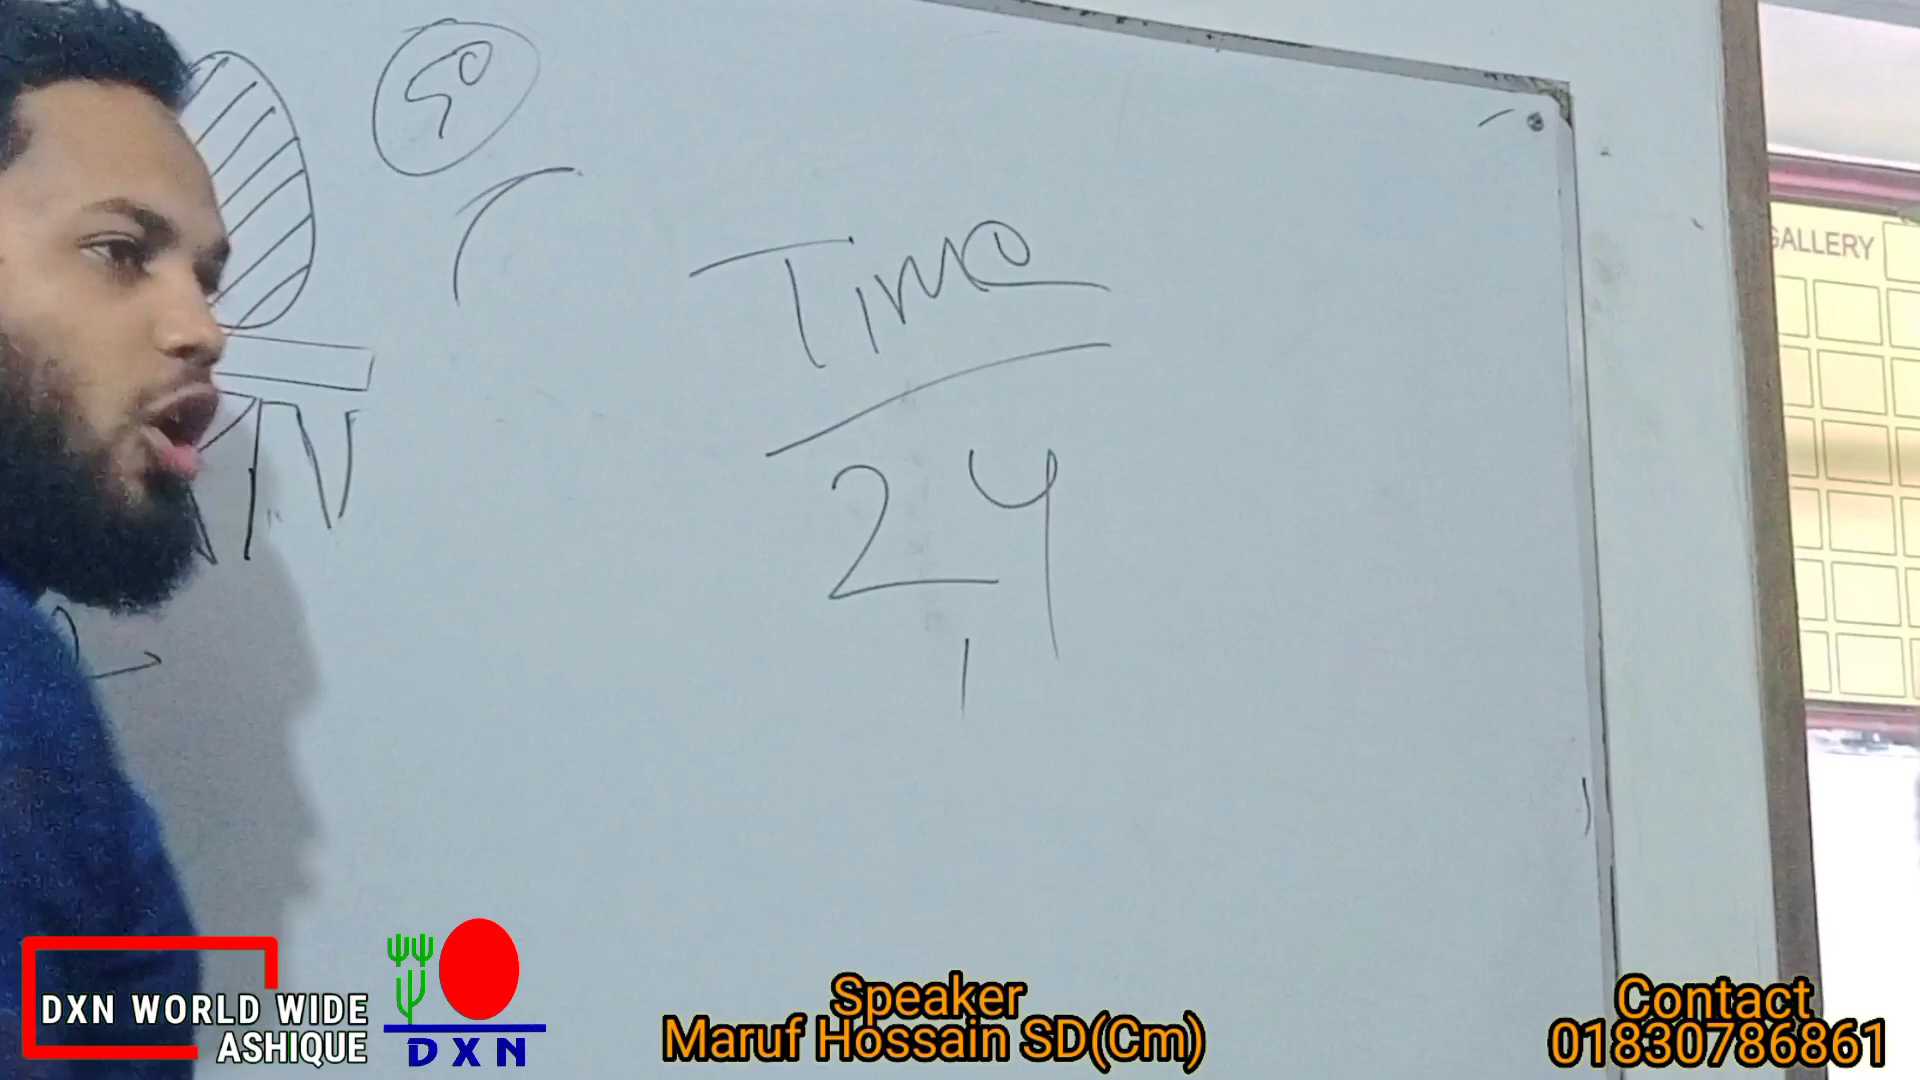 Time
24
GALLERY
DXN WORLD WIDE
ASHIQUE
DXN
Speaker
Maruf Hossain SD(Cm)
Contact
01830786861